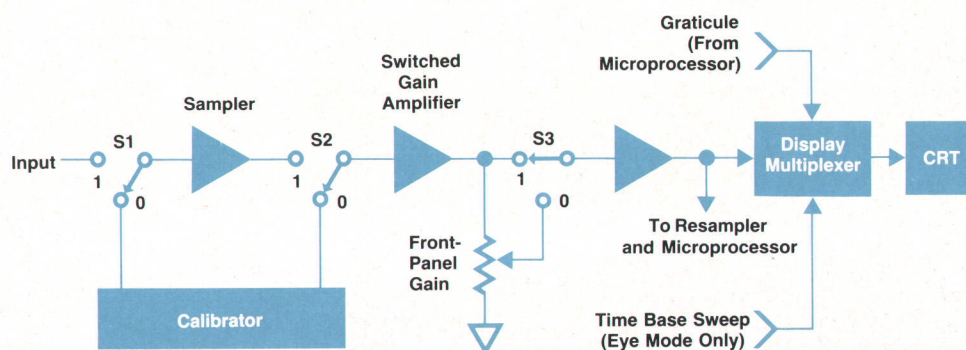 Graticule
(From
Microprocessor)
Switched
Gain
Amplifier
Sampler
Input
S1
1
0
S2
1
0
S3
1
0
Display
Multiplexer
CRT
To Resampler
and Microprocessor
Front-
Panel
Gain
Calibrator
Time Base Sweep
(Eye Mode Only)